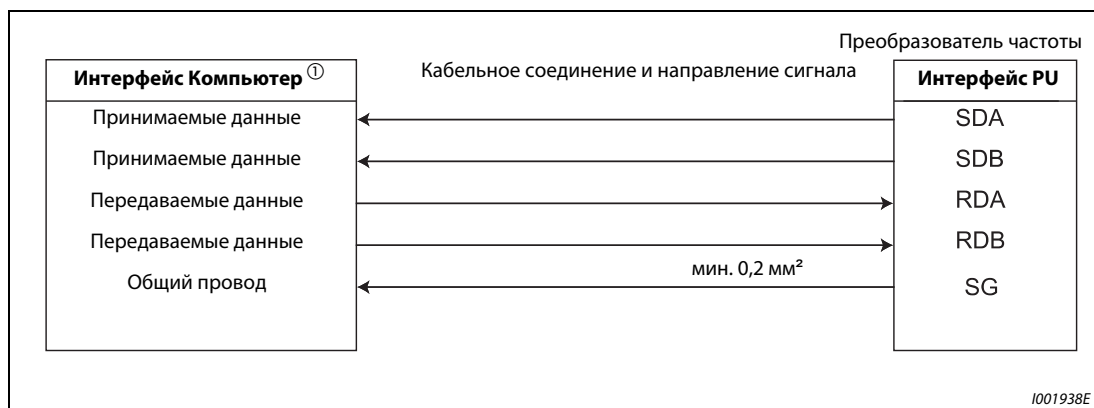 Преобразователь частоты
Интерфейс Компьютер ①
Кабельное соединение и направление сигнала
Интерфейс PU
Принимаемые данные
SDA
Принимаемые данные
SDB
Передаваемые данные
RDA
Передаваемые данные
RDB
Общий провод
мин. 0,2 мм²
SG
I001938E